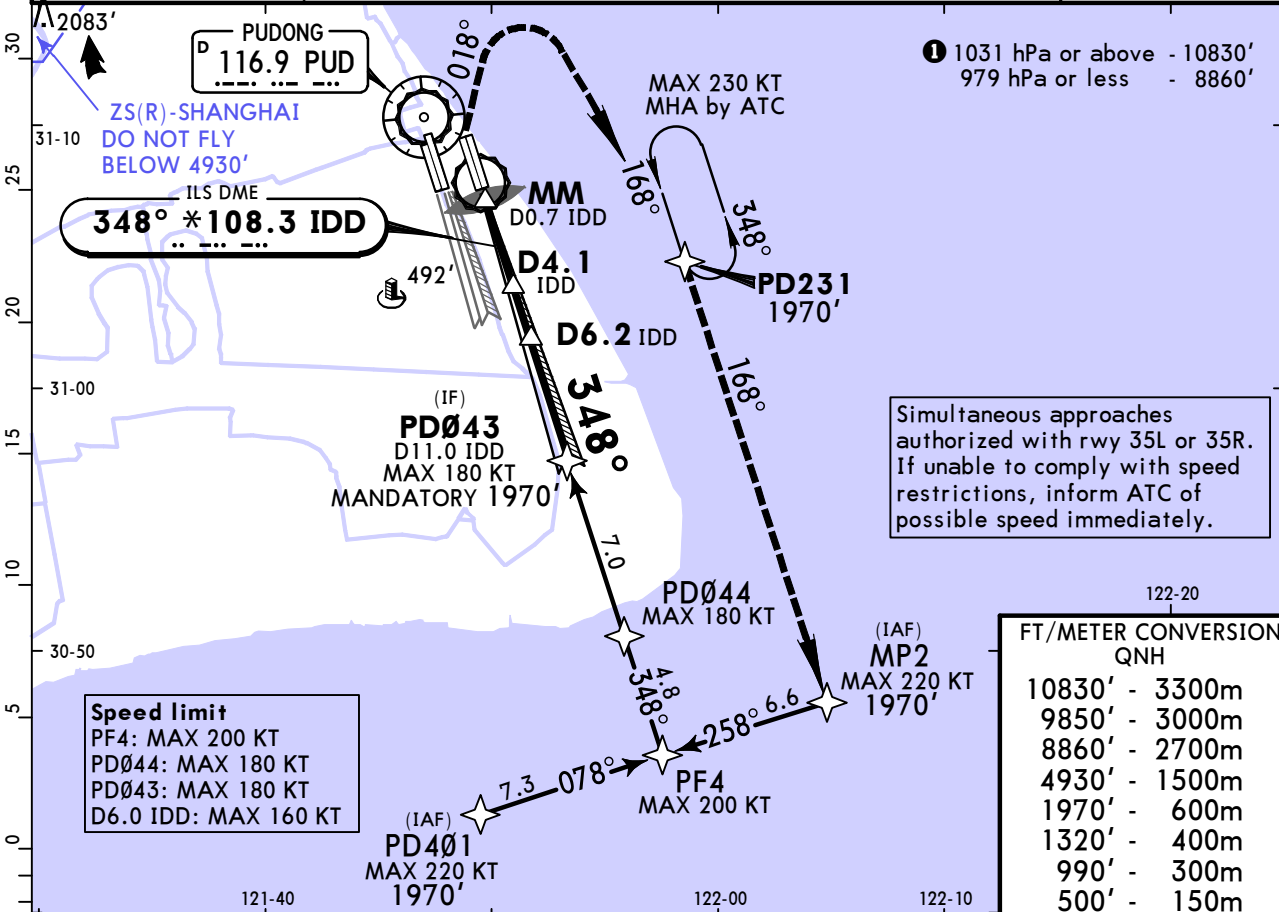 2083'
30
PUDONG
D
116.9 PUD
ZS(R)-SHANGHAI
DO NOT FLY
BELOW 4930'
31-10
018°
MAX 230 KT
MHA by ATC
❶ 1031 hPa or above - 10830'
979 hPa or less - 8860'
25
ILS DME
348° *108.3 IDD
MM
D0.7 IDD
168°
348°
492'
D4.1
IDD
PD231
1970'
20
D6.2 IDD
31-00
168°
348°
(IF)
PDØ43
D11.0 IDD
MAX 180 KT
MANDATORY 1970'
15
Simultaneous approaches
authorized with rwy 35L or 35R.
If unable to comply with speed
restrictions, inform ATC of
possible speed immediately.
7.0
10
PDØ44
MAX 180 KT
122-20
30-50
4.8
348°
(IAF)
MP2
MAX 220 KT
1970'
258° 6.6
5
Speed limit
PF4: MAX 200 KT
PDØ44: MAX 180 KT
PDØ43: MAX 180 KT
D6.0 IDD: MAX 160 KT
PF4
MAX 200 KT
7.3 078°
0
(IAF)
PD4Ø1
MAX 220 KT
1970'
121-40
122-00
122-10
FT/METER CONVERSION
QNH
10830' - 3300m
9850' - 3000m
8860' - 2700m
4930' - 1500m
1970' - 600m
1320' - 400m
990' - 300m
500' - 150m